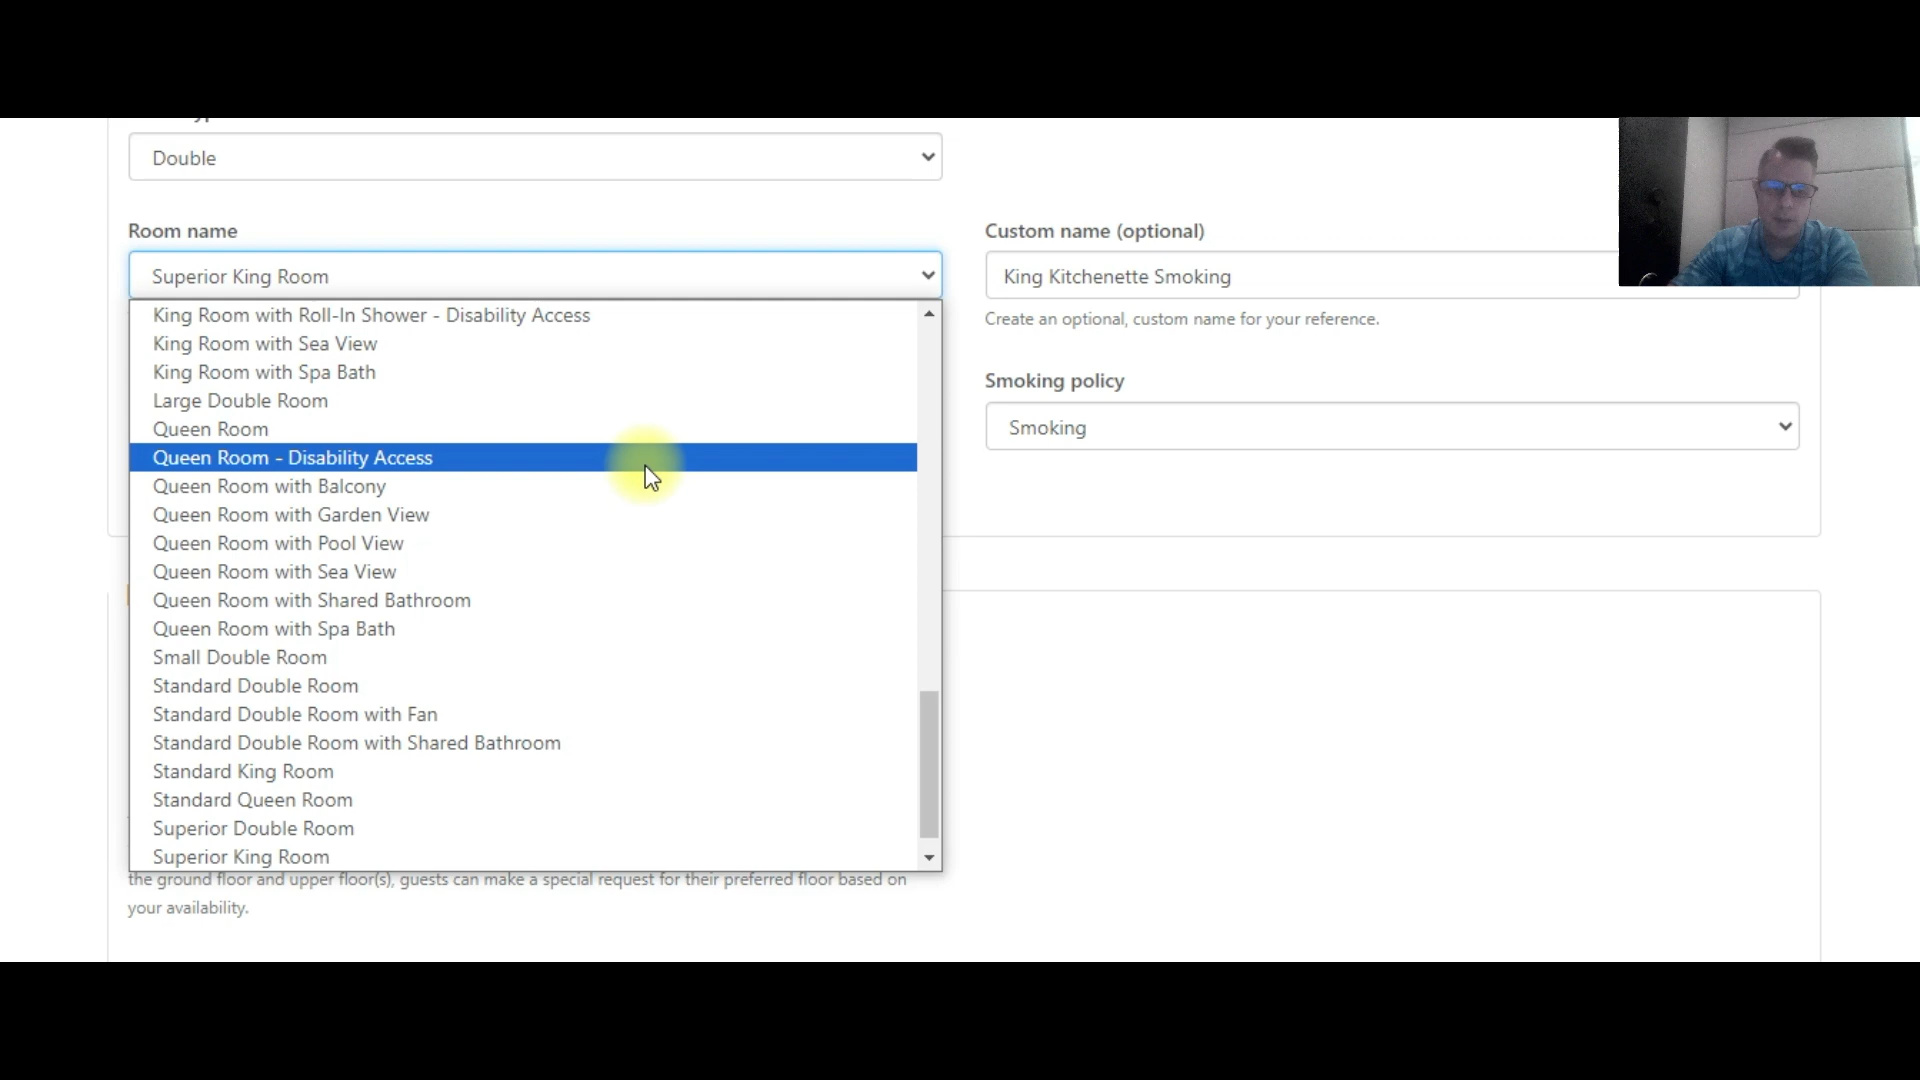 Double
Room name
Custom name (optional)
Superior King Room
King Kitchenette Smoking
King Room with Roll-In Shower - Disability Access
Create an optional, custom name for your reference.
King Room with Sea View
King Room with Spa Bath
Smoking policy
Large Double Room
Queen Room
Smoking
Queen Room - Disability Access
Queen Room with Balcony
Queen Room with Garden View
Queen Room with Pool View
Queen Room with Sea View
Queen Room with Shared Bathroom
Queen Room with Spa Bath
Small Double Room
Standard Double Room
Standard Double Room with Fan
Standard Double Room with Shared Bathroom
Standard King Room
Standard Queen Room
Superior Double Room
Superior King Room
the ground floor and upper floor(s), guests can make a special request for their preferred floor based on
your availability.